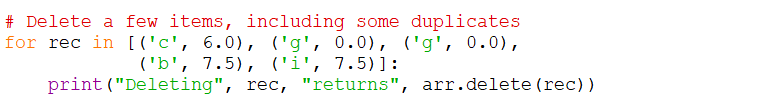 # Delete a few items, including some duplicates
for rec in [('c', 6.0), ('g', 0.0), ('g', 0.0),
            ('b', 7.5), ('i', 7.5)]:
    print("Deleting", rec, "returns", arr.delete(rec))